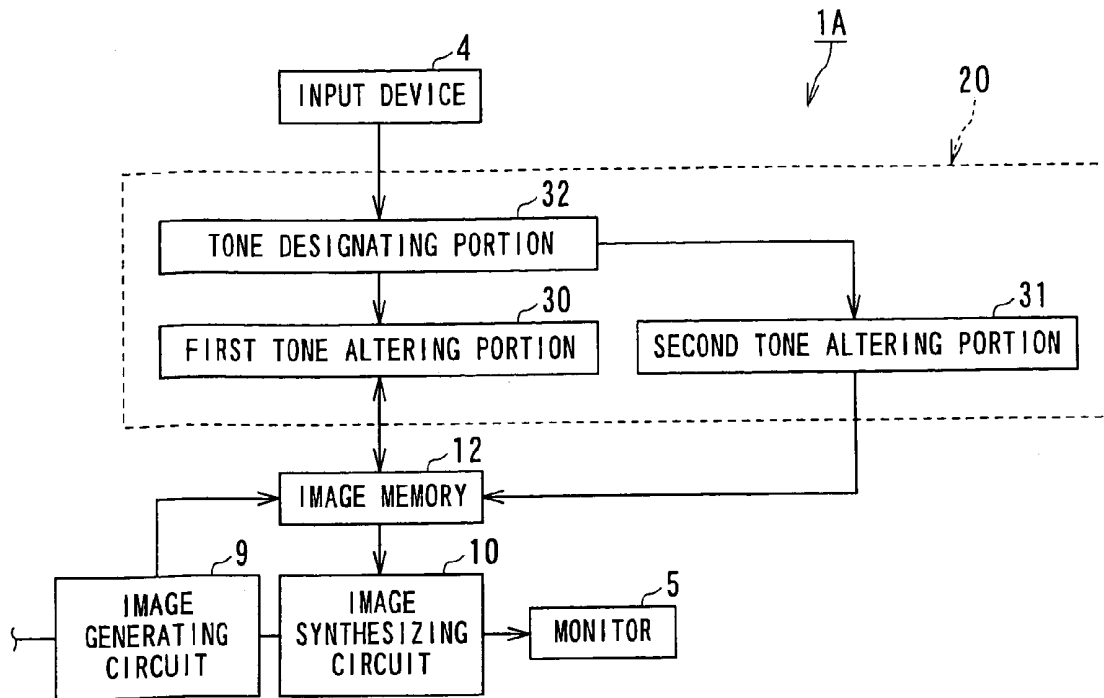 1A
4
INPUT DEVICE
20
32
TONE DESIGNATING PORTION
30
FIRST TONE ALTERING PORTION
31
SECOND TONE ALTERING PORTION
12
IMAGE MEMORY
9
IMAGE
GENERATING
CIRCUIT
10
IMAGE
SYNTHESIZING
CIRCUIT
5
MONITOR